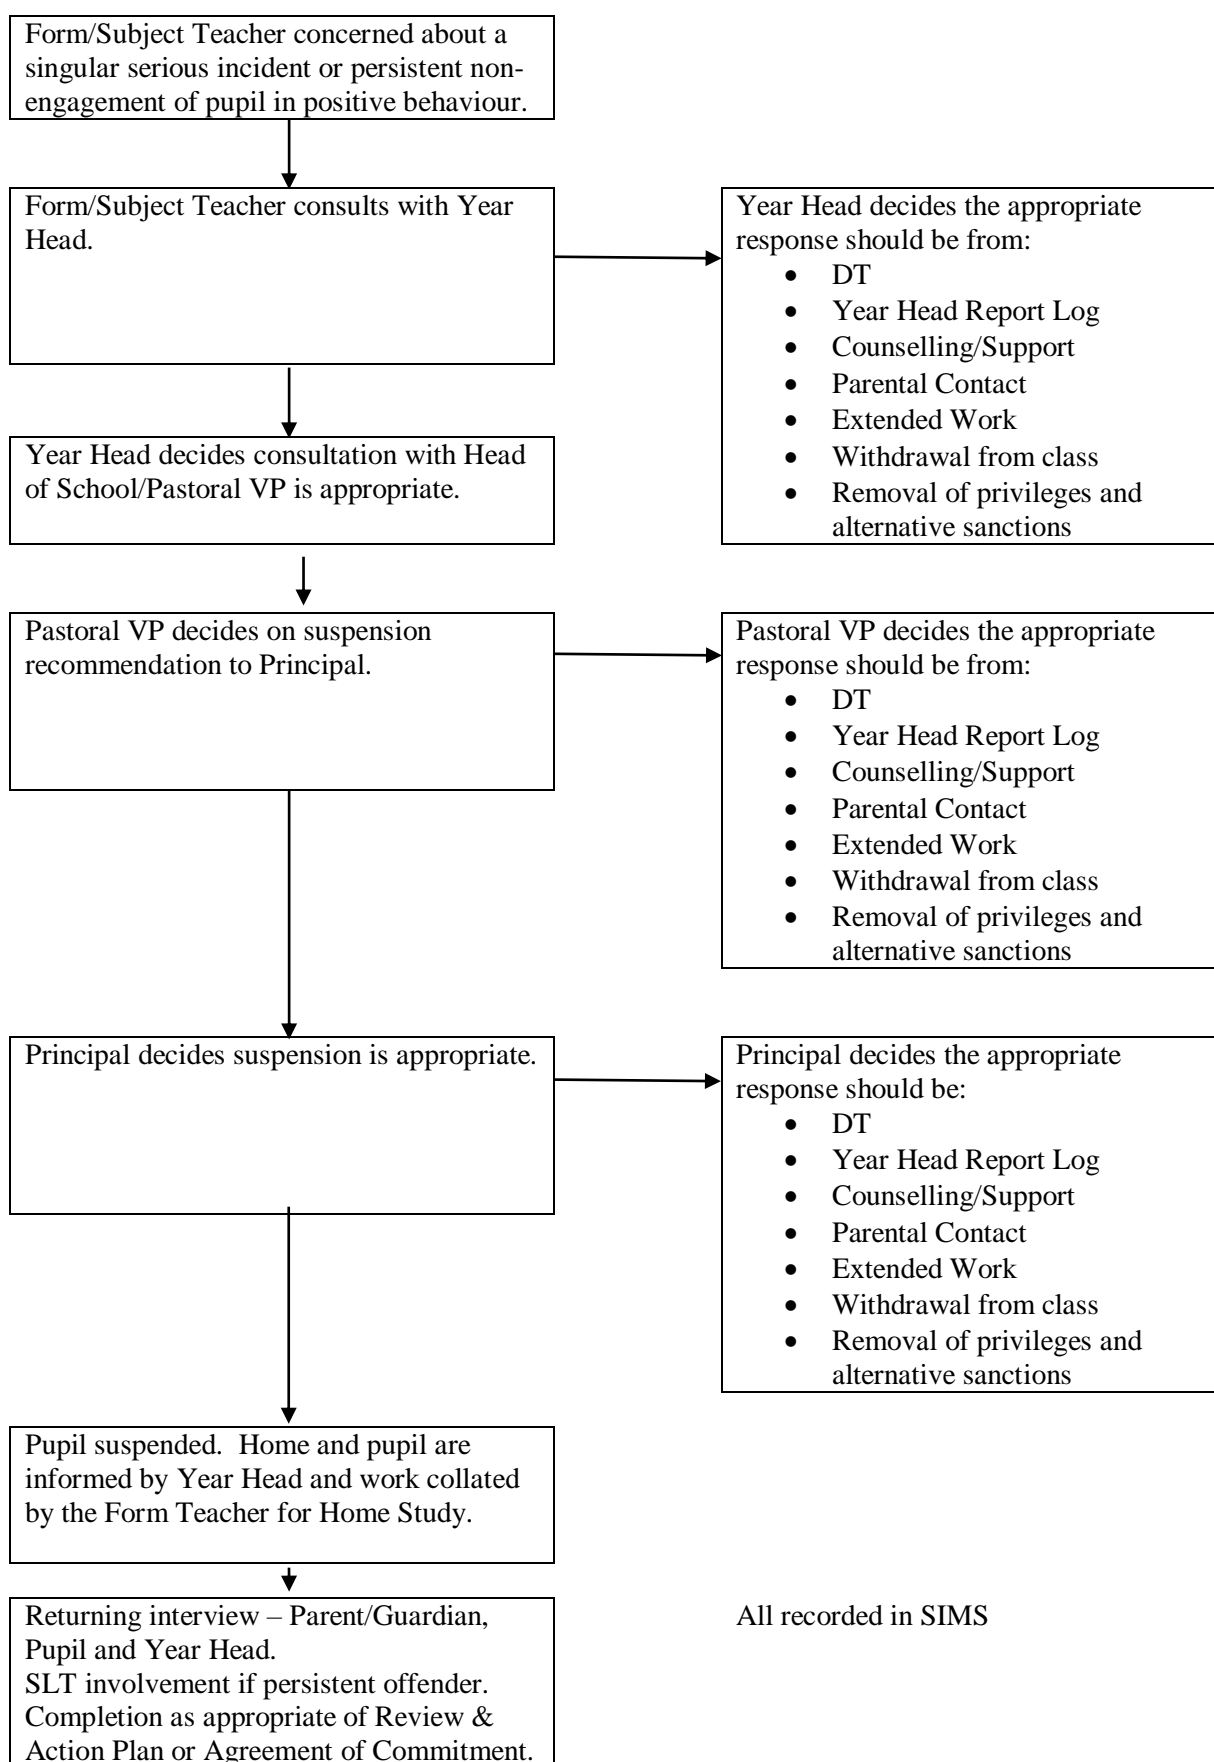 Form/Subject Teacher concerned about a
singular serious incident or persistent non-
engagement of pupil in positive behaviour.
Form/Subject Teacher consults with Year
Head.
Year Head decides the appropriate
response should be from:
• DT
• Year Head Report Log
• Counselling/Support
• Parental Contact
• Extended Work
• Withdrawal from class
• Removal of privileges and
alternative sanctions
Year Head decides consultation with Head
of School/Pastoral VP is appropriate.
Pastoral VP decides on suspension
recommendation to Principal.
Pastoral VP decides the appropriate
response should be from:
• DT
• Year Head Report Log
• Counselling/Support
• Parental Contact
• Extended Work
• Withdrawal from class
• Removal of privileges and
alternative sanctions
Principal decides suspension is appropriate.
Principal decides the appropriate
response should be:
• DT
• Year Head Report Log
• Counselling/Support
• Parental Contact
• Extended Work
• Withdrawal from class
• Removal of privileges and
alternative sanctions
Pupil suspended.  Home and pupil are
informed by Year Head and work collated
by the Form Teacher for Home Study.
Returning interview – Parent/Guardian,
Pupil and Year Head.
SLT involvement if persistent offender.
Completion as appropriate of Review &
Action Plan or Agreement of Commitment.
All recorded in SIMS